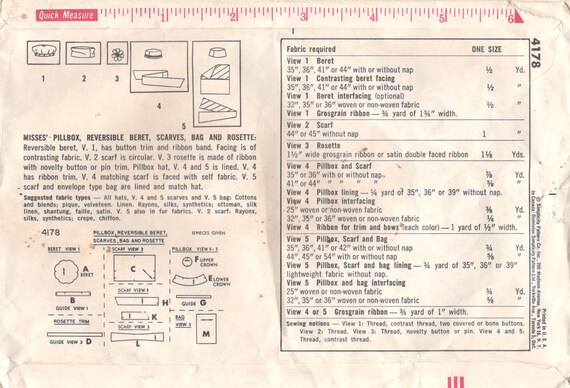 Quick Measure
1 2 3 4 5 6
1 2 3 4 5
MISSES' PILLBOX, REVERSIBLE BERET, SCARVES, BAG AND ROSETTE:
Reversible beret, V. 1, has button trim and ribbon band. Facing is of
contrasting fabric. V. 2 scarf is circular. V. 3 rosette is made of ribbon
with novelty button or pin trim. Pillbox hat, V. 4 and 5 is lined. V. 4
has ribbon trim. V. 4 matching scarf is faced with self fabric. V. 5
scarf and envelope type bag are lined and match hat.
Suggested fabric types — All hats, V. 4 and 5 scarves and V. 5 bag: Cottons
and blends; pique, velveteen. Linen. Rayons, silks, synthetics; ottoman, silk
linen, shantung, faille, satin. V. 5 also in fur fabrics. V. 2 scarf: Rayons,
silks, synthetics; crepe, chiffon.
4178
PILLBOX, REVERSIBLE BERET,
SCARVES, BAG AND ROSETTE
BERET VIEW 1
A
BERET
B
GUIDE VIEW 1
ROSETTE TRIM
GUIDE VIEW 3 D
SCARF VIEW 2
C
SCARF VIEW 4
H
K
SCARF VIEW 5
L
PILLBOX VIEW 4-5
F UPPER
CROWN
E LOWER
CROWN
GUIDE G
BAG
VIEW
5
M
4178
Fabric required ONE SIZE
View 1 Beret
35", 36", 41" or 44" with or without nap ½ Yd.
View 1 Contrasting beret facing
35", 36", 41" or 44" with or without nap ½ "
View 1 Beret interfacing (optional)
32", 35" or 36" woven or non-woven fabric ½ "
View 1 Grosgrain ribbon — ¾ yard of 1¾" width.
View 2 Scarf
44" or 45" without nap 1 "
View 3 Rosette
1½" wide grosgrain ribbon or satin double faced ribbon 1⅛ Yds.
View 4 Pillbox and Scarf
35" or 36" with or without nap Yd.
41" or 44" " " " "
View 4 Pillbox lining — ¼ yard of 35", 36" or 39" without nap.
View 4 Pillbox interfacing
25" woven or non-woven fabric "
32", 35" or 36" woven or non-woven fabric "
View 4 Ribbon for trim and bows (each color) — 1 yard of ½" width.
View 5 Pillbox, Scarf and Bag
35", 36", 41" or 42" with or without nap ¾ Yd.
44", 45" or 54" with or without nap "
View 5 Pillbox, Scarf and bag lining — ¾ yard of 35", 36" or 39"
lightweight fabric without nap.
View 5 Pillbox and bag interfacing
25" woven or non-woven fabric ¾ "
32", 35" or 36" woven or non-woven fabric "
View 4 or 5 Grosgrain ribbon — ¾ yard of 1" width.
Sewing notions — View 1: Thread, contrast thread, two covered or bone buttons.
View 2: Thread. View 3: Thread, novelty button or pin. View 4 and 5
Thread, contrast thread.